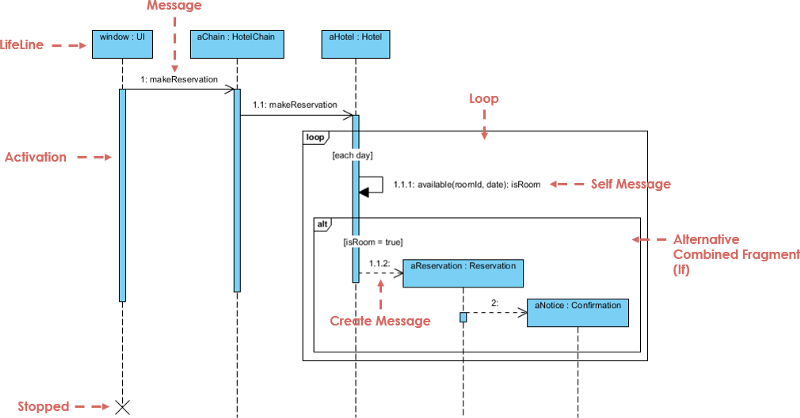 Message
LifeLine
window : UI
aChain : HotelChain
aHotel : Hotel
1: makeReservation
1.1: makeReservation
Loop
loop
Activation
[each day]
1.1.1: available(roomId, date): isRoom
Self Message
alt
[isRoom = true]
Alternative
Combined Fragment
(If)
1.1.2:
aReservation : Reservation
2:
aNotice : Confirmation
Create Message
Stopped